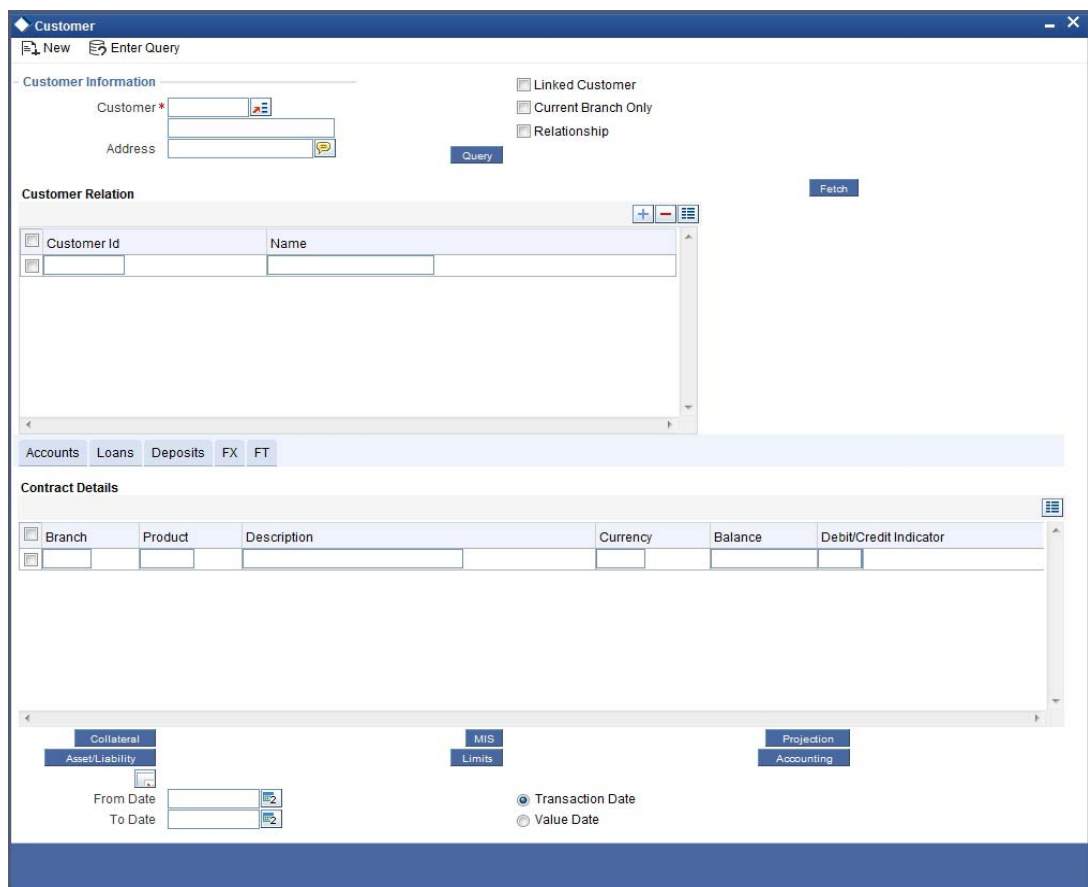 Customer
New Enter Query
Customer Information
Linked Customer
Customer *
Current Branch Only
Relationship
Address
Query
Fetch
Customer Relation
Customer Id Name
Accounts Loans Deposits FX FT
Contract Details
Branch Product Description Currency Balance Debit/Credit Indicator
Collateral MIS Projection
Asset/Liability Limits Accounting
From Date Transaction Date
To Date Value Date